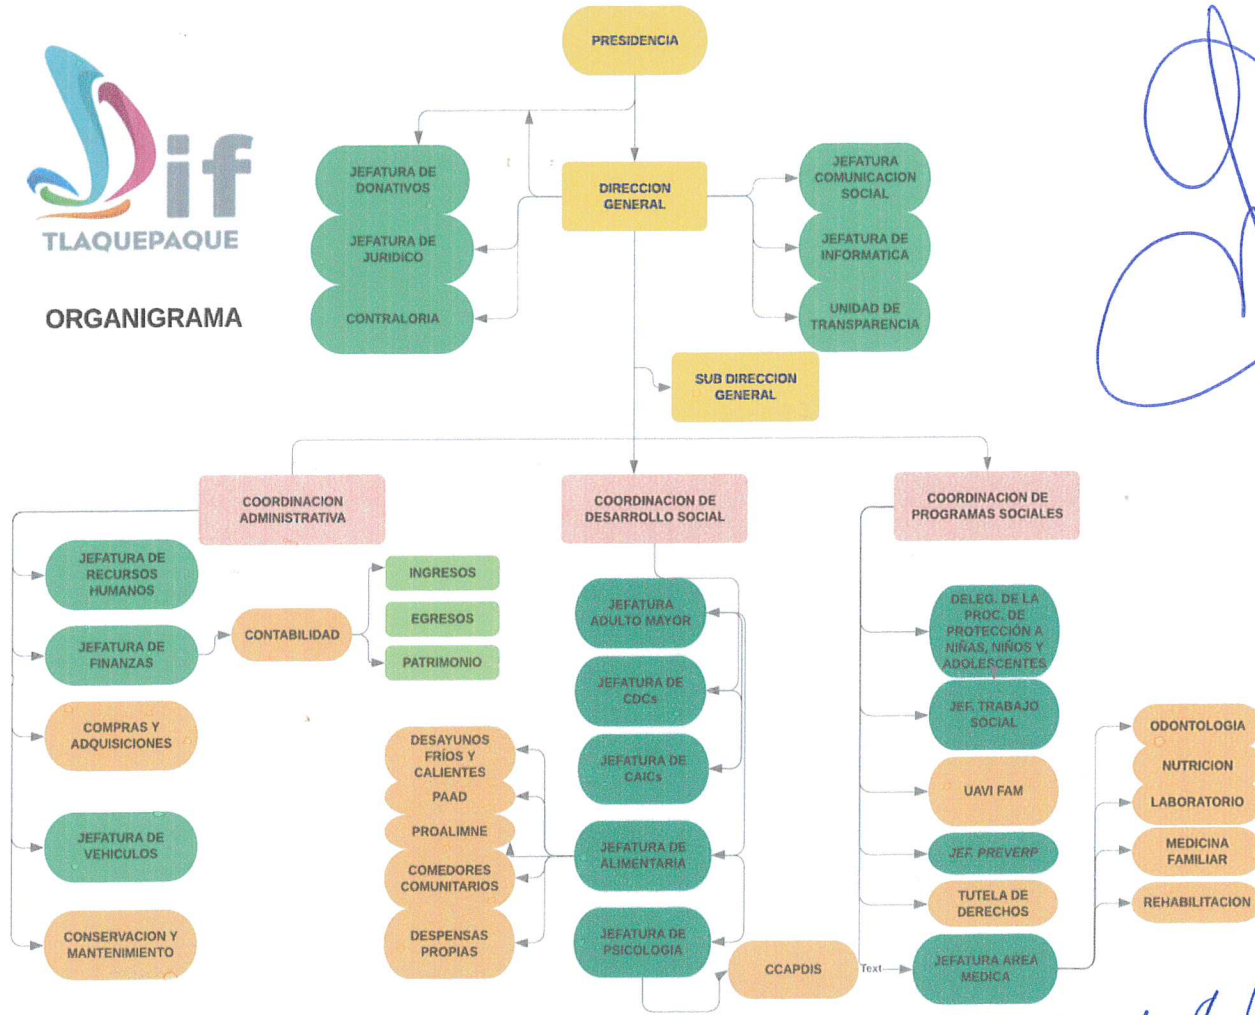 PRESIDENCIA
Dif
TLAQUEPAQUE
ORGANIGRAMA
JEFATURA DE
DONATIVOS
JEFATURA DE
JURIDICO
CONTRALORIA
DIRECCION
GENERAL
JEFATURA
COMUNICACION
SOCIAL
JEFATURA DE
INFORMATICA
UNIDAD DE
TRANSPARENCIA
SUB DIRECCION
GENERAL
COORDINACION
ADMINISTRATIVA
COORDINACION DE
DESARROLLO SOCIAL
COORDINACION DE
PROGRAMAS SOCIALES
JEFATURA DE
RECURSOS
HUMANOS
JEFATURA DE
FINANZAS
COMPRAS Y
ADQUISICIONES
JEFATURA DE
VEHICULOS
CONSERVACION Y
MANTENIMIENTO
CONTABILIDAD
INGRESOS
EGRESOS
PATRIMONIO
JEFATURA
ADULTO MAYOR
JEFATURA DE
CDCs
JEFATURA DE
CAICs
JEFATURA DE
ALIMENTARIA
JEFATURA DE
PSICOLOGIA
DESAYUNOS
FRÍOS Y
CALIENTES
PAAD
PROALIMNE
COMEDORES
COMUNITARIOS
DESPENSAS
PROPIAS
CCAPDIS
Text
DELEG. DE LA
PROC. DE
PROTECCIÓN A
NIÑAS, NIÑOS Y
ADOLESCENTES
JEF. TRABAJO
SOCIAL
UAVI FAM
JEF. PREVERP
TUTELA DE
DERECHOS
JEFATURA AREA
MEDICA
ODONTOLOGIA
NUTRICION
LABORATORIO
MEDICINA
FAMILIAR
REHABILITACION